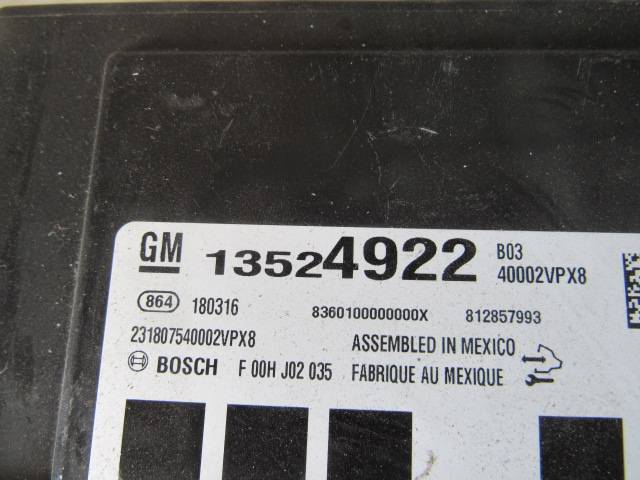 GM 13524922 B03
40002VPX8
864 180316 8360100000000X 812857993
231807540002VPX8 ASSEMBLED IN MEXICO
BOSCH F 00H J02 035 FABRIQUE AU MEXIQUE